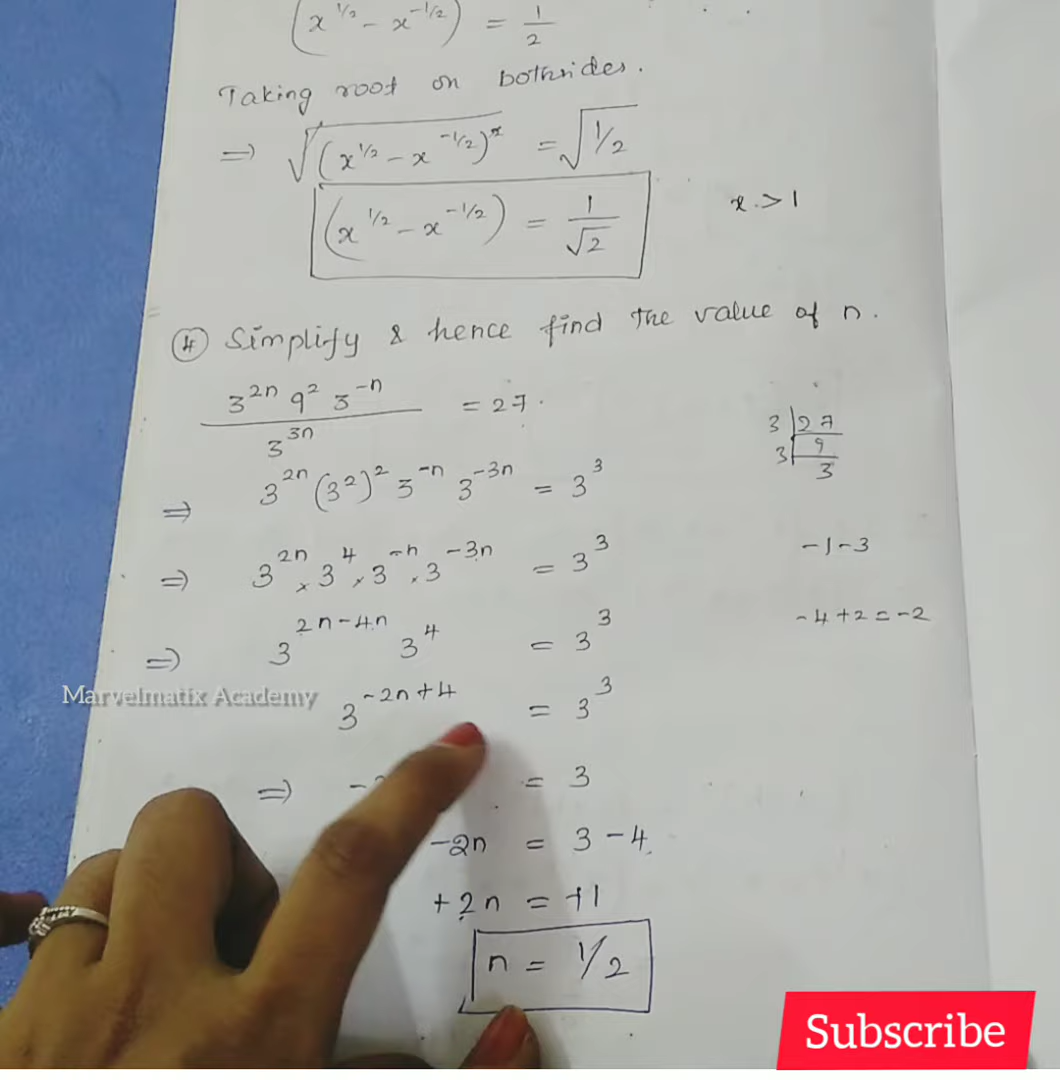 (x^1/2 - x^-1/2) = 1/2
Taking root on bothsides.
⇒ √(x^1/2 - x^-1/2)^2 = √1/2
(x^1/2 - x^-1/2) = 1/√2
x > 1
④ Simplify & hence find the value of n.
3^2n 9^2 3^-n / 3^3n = 27.
3 | 27
3 | 9
3
⇒ 3^2n (3^2)^2 3^-n 3^-3n = 3^3
⇒ 3^2n × 3^4 × 3^-n × 3^-3n = 3^3
-1-3
⇒ 3^2n-4n 3^4 = 3^3
-4+2=-2
Marvelmatix Academy
3^-2n+4 = 3^3
⇒ - = 3
-2n = 3-4
+2n = +1
n = 1/2
Subscribe